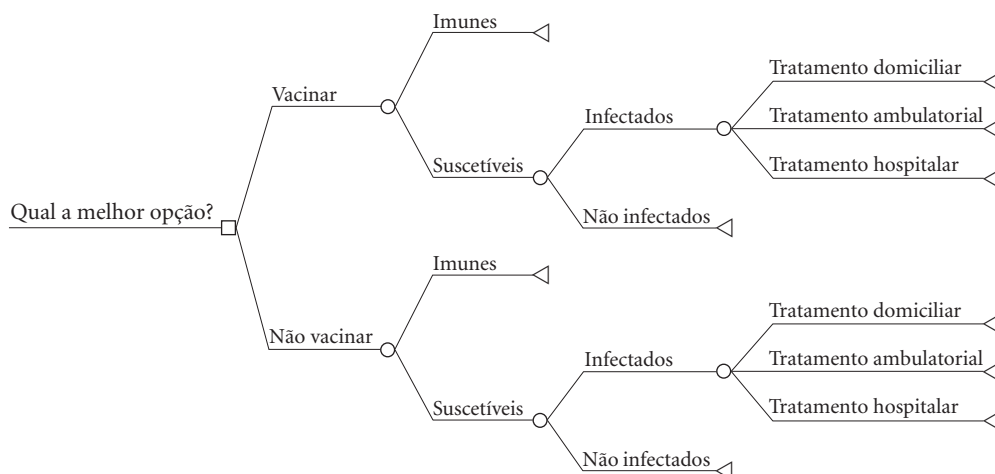 Imunes
Tratamento domiciliar
Vacinar
Infectados
Tratamento ambulatorial
Suscetíveis
Tratamento hospitalar
Qual a melhor opção?
Não infectados
Imunes
Tratamento domiciliar
Não vacinar
Infectados
Tratamento ambulatorial
Suscetíveis
Tratamento hospitalar
Não infectados